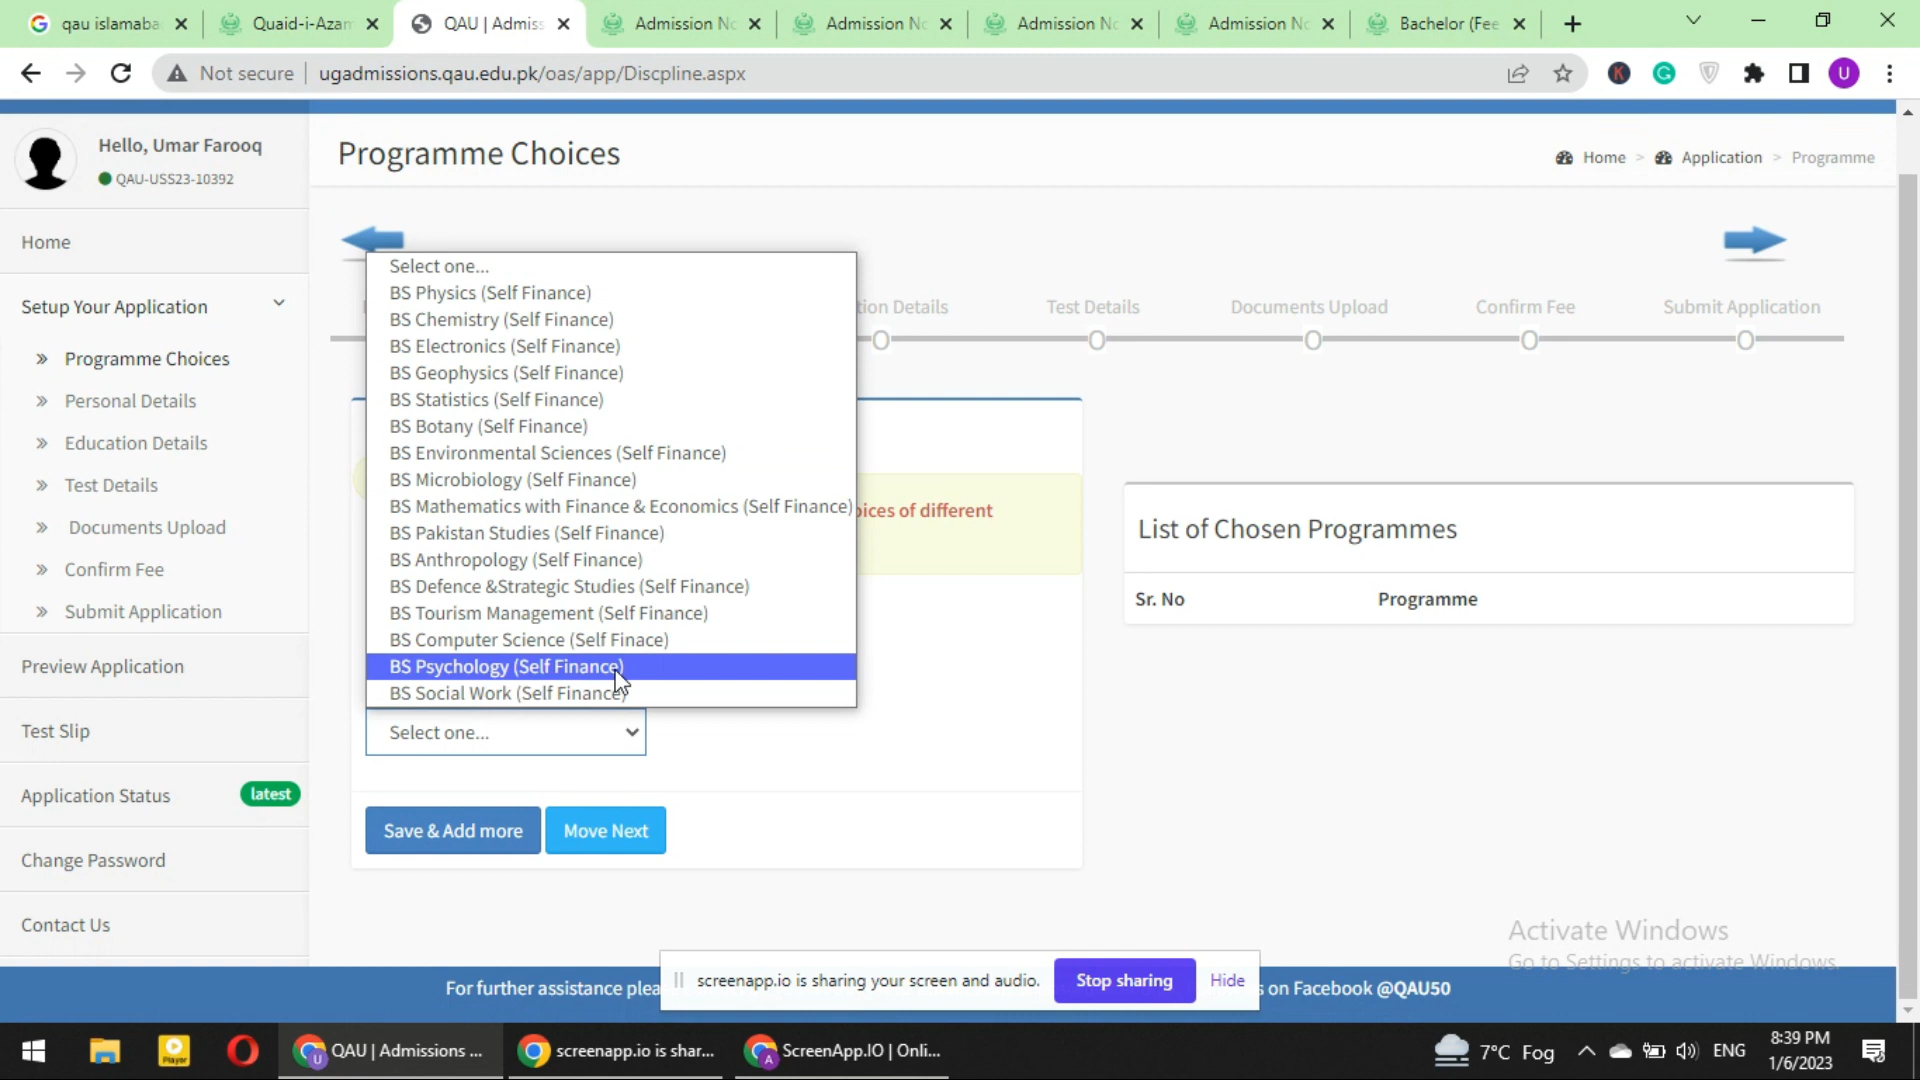 qau islamaba
Quaid-i-Azam
QAU | Admiss
Admission No
Admission No
Admission No
Admission No
Bachelor (Fee
Not secure
ugadmissions.qau.edu.pk/oas/app/Discpline.aspx
Hello, Umar Farooq
QAU-USS23-10392
Programme Choices
Home > Application > Programme
Home
Setup Your Application
» Programme Choices
» Personal Details
» Education Details
» Test Details
» Documents Upload
» Confirm Fee
» Submit Application
Preview Application
Test Slip
Application Status latest
Change Password
Contact Us
tion Details
Test Details
Documents Upload
Confirm Fee
Submit Application
Select one...
BS Physics (Self Finance)
BS Chemistry (Self Finance)
BS Electronics (Self Finance)
BS Geophysics (Self Finance)
BS Statistics (Self Finance)
BS Botany (Self Finance)
BS Environmental Sciences (Self Finance)
BS Microbiology (Self Finance)
BS Mathematics with Finance & Economics (Self Finance)
BS Pakistan Studies (Self Finance)
BS Anthropology (Self Finance)
BS Defence &Strategic Studies (Self Finance)
BS Tourism Management (Self Finance)
BS Computer Science (Self Finace)
BS Psychology (Self Finance)
BS Social Work (Self Finance)
oices of different
Select one...
Save & Add more
Move Next
List of Chosen Programmes
Sr. No Programme
Activate Windows
Go to Settings to activate Windows.
For further assistance plea
s on Facebook @QAU50
screenapp.io is sharing your screen and audio.
Stop sharing
Hide
Player
QAU | Admissions ...
screenapp.io is shar...
ScreenApp.IO | Onli...
7°C Fog
ENG
8:39 PM
1/6/2023